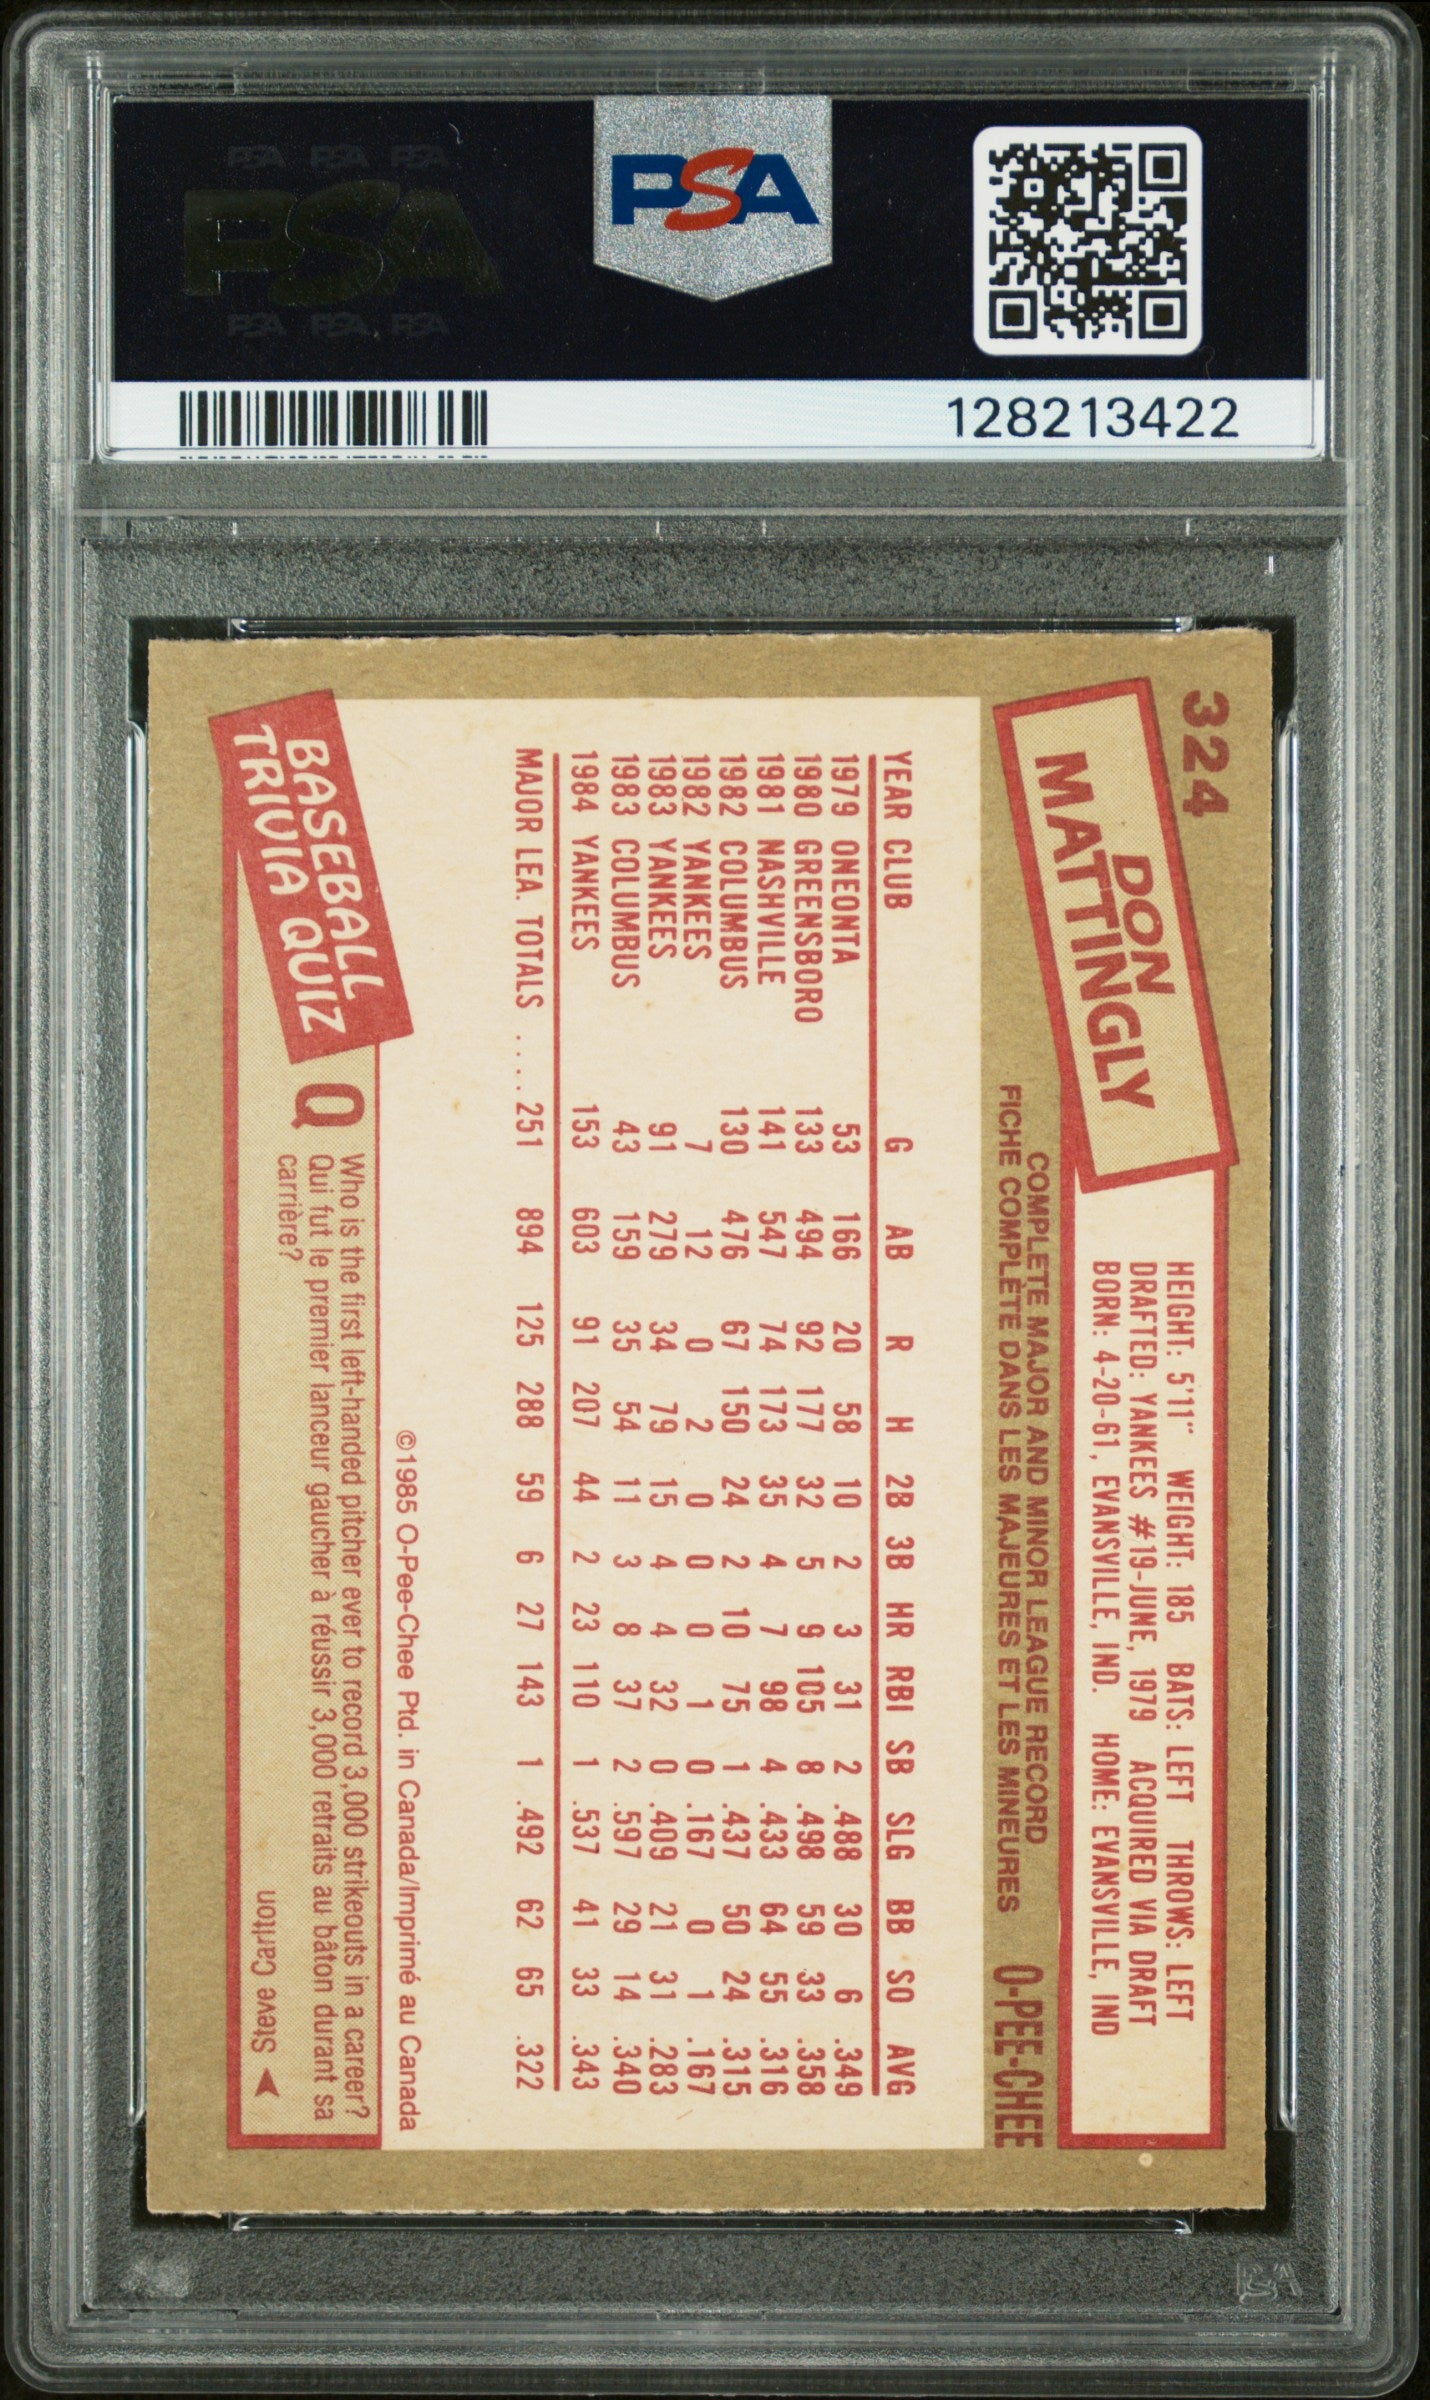 PSA PSA PSA
PSA
PSA PSA PSA
PSA
128213422
324
DON
MATTINGLY
HEIGHT: 5'11" WEIGHT: 185 BATS: LEFT THROWS: LEFT
DRAFTED: YANKEES #19-JUNE, 1979 ACQUIRED VIA DRAFT
BORN: 4-20-61, EVANSVILLE, IND. HOME: EVANSVILLE, IND
COMPLETE MAJOR AND MINOR LEAGUE RECORD
FICHE COMPLÈTE DANS LES MAJEURES ET LES MINEURES
O-PEE-CHEE
YEAR CLUB G AB R H 2B 3B HR RBI SB SLG BB SO AVG
1979 ONEONTA 53 166 20 58 10 2 3 31 2 .488 30 6 .349
1980 GREENSBORO 133 494 92 177 32 5 9 105 8 .498 59 33 .358
1981 NASHVILLE 141 547 74 173 35 4 7 98 4 .433 64 55 .316
1982 COLUMBUS 130 476 67 150 24 2 10 75 1 .437 50 24 .315
1982 YANKEES 7 12 0 2 0 0 0 1 0 .167 0 1 .167
1983 YANKEES 91 279 34 79 15 4 4 32 0 .409 21 31 .283
1983 COLUMBUS 43 159 35 54 11 3 8 37 2 .597 29 14 .340
1984 YANKEES 153 603 91 207 44 2 23 110 1 .537 41 33 .343
MAJOR LEA. TOTALS ..... 251 894 125 288 59 6 27 143 1 .492 62 65 .322
©1985 O-Pee-Chee Ptd. in Canada/Imprimé au Canada
BASEBALL
TRIVIA QUIZ
Q
Who is the first left-handed pitcher ever to record 3,000 strikeouts in a career?
Qui fut le premier lanceur gaucher à réussir 3,000 retraits au bâton durant sa
carrière?
Steve Carlton
PSA